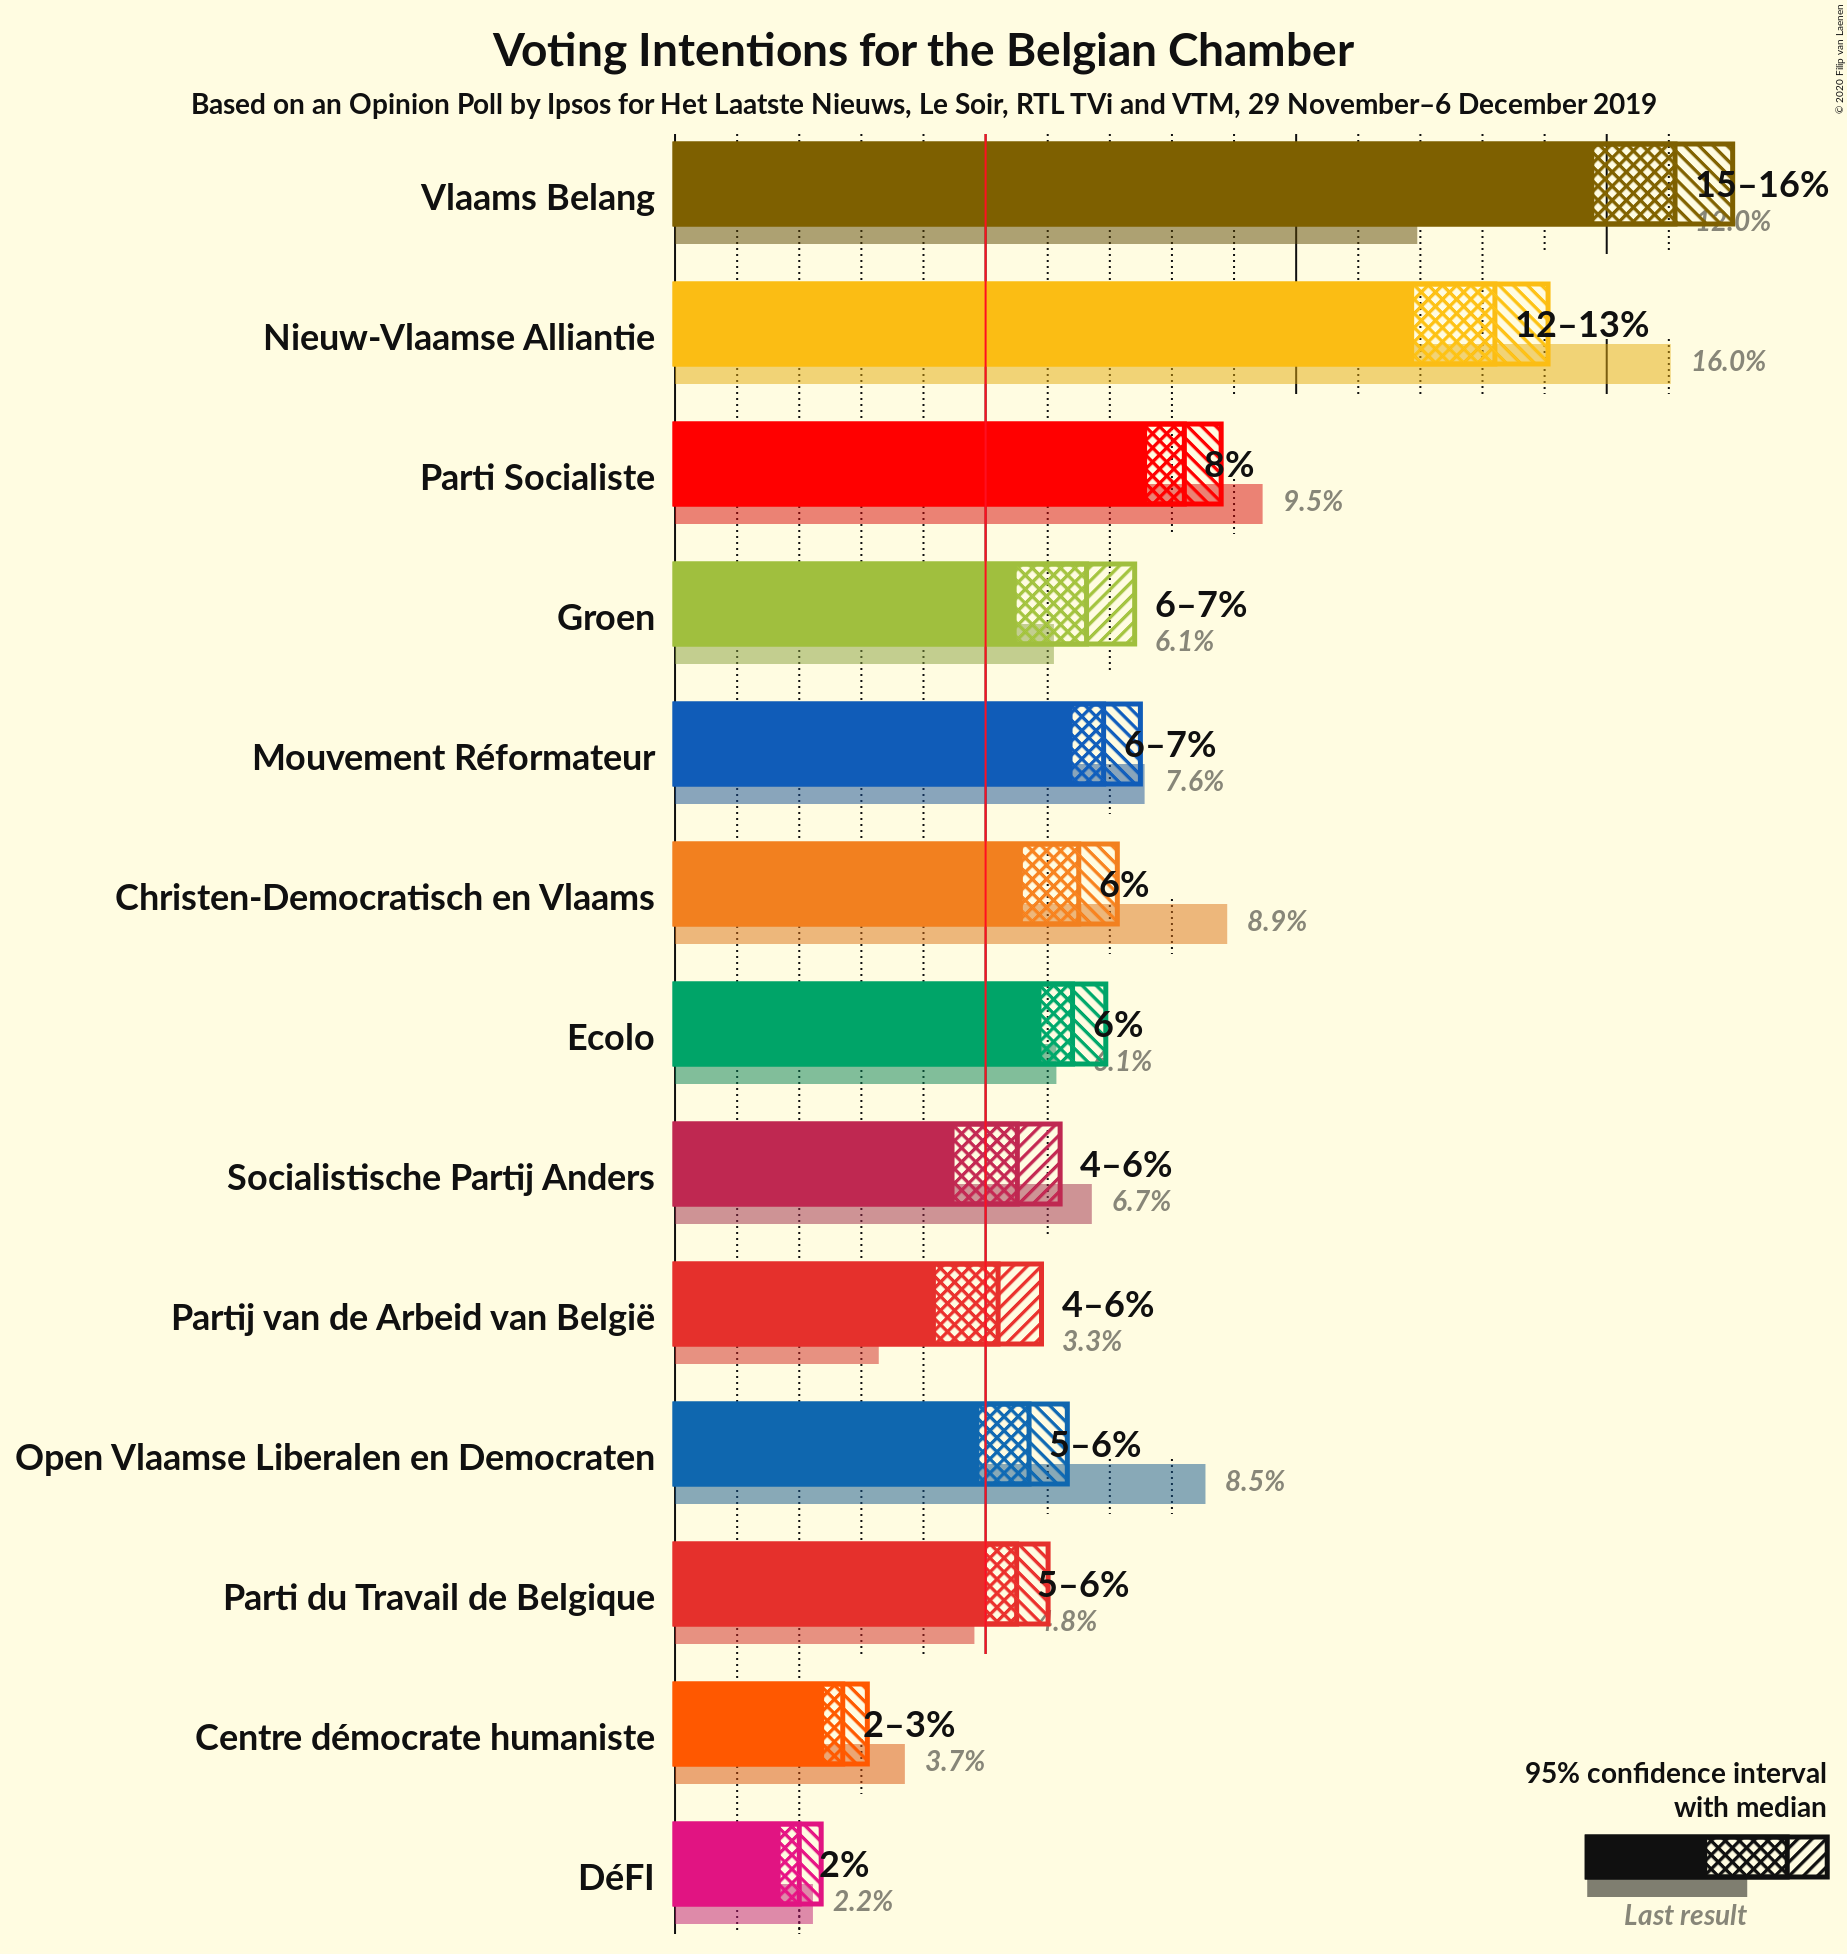 Voting Intentions for the Belgian Chamber
Based on an Opinion Poll by Ipsos for Het Laatste Nieuws, Le Soir, RTL TVi and VTM, 29 November–6 December 2019
© 2020 Filip van Laenen
Vlaams Belang
15–16%
12.0%
Nieuw-Vlaamse Alliantie
12–13%
16.0%
Parti Socialiste
8%
9.5%
Groen
6–7%
6.1%
Mouvement Réformateur
6–7%
7.6%
Christen-Democratisch en Vlaams
6%
8.9%
Ecolo
6%
6.1%
Socialistische Partij Anders
4–6%
6.7%
Partij van de Arbeid van België
4–6%
3.3%
Open Vlaamse Liberalen en Democraten
5–6%
8.5%
Parti du Travail de Belgique
5–6%
4.8%
Centre démocrate humaniste
2–3%
3.7%
DéFI
2%
2.2%
95% confidence interval
with median
Last result